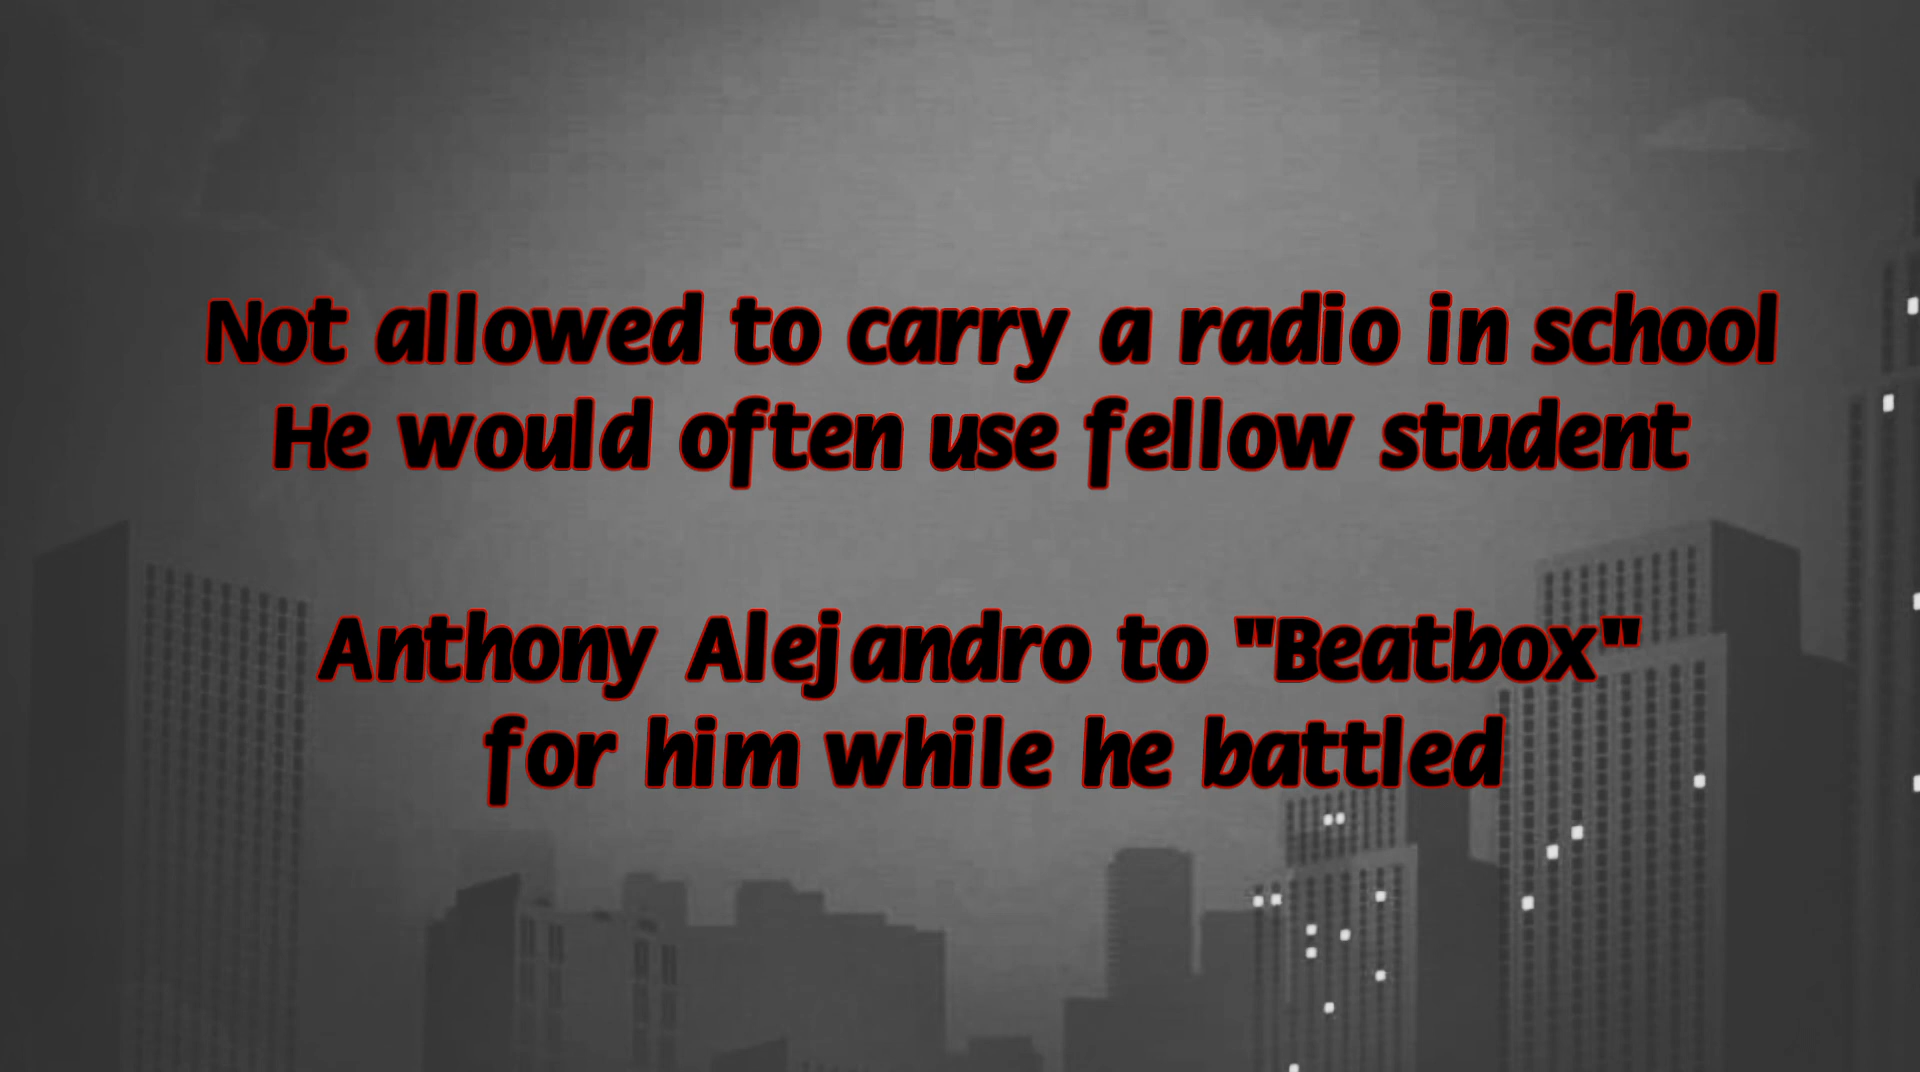 Not allowed to carry a radio in school
He would often use fellow student
Anthony Alejandro to "Beatbox"
for him while he battled